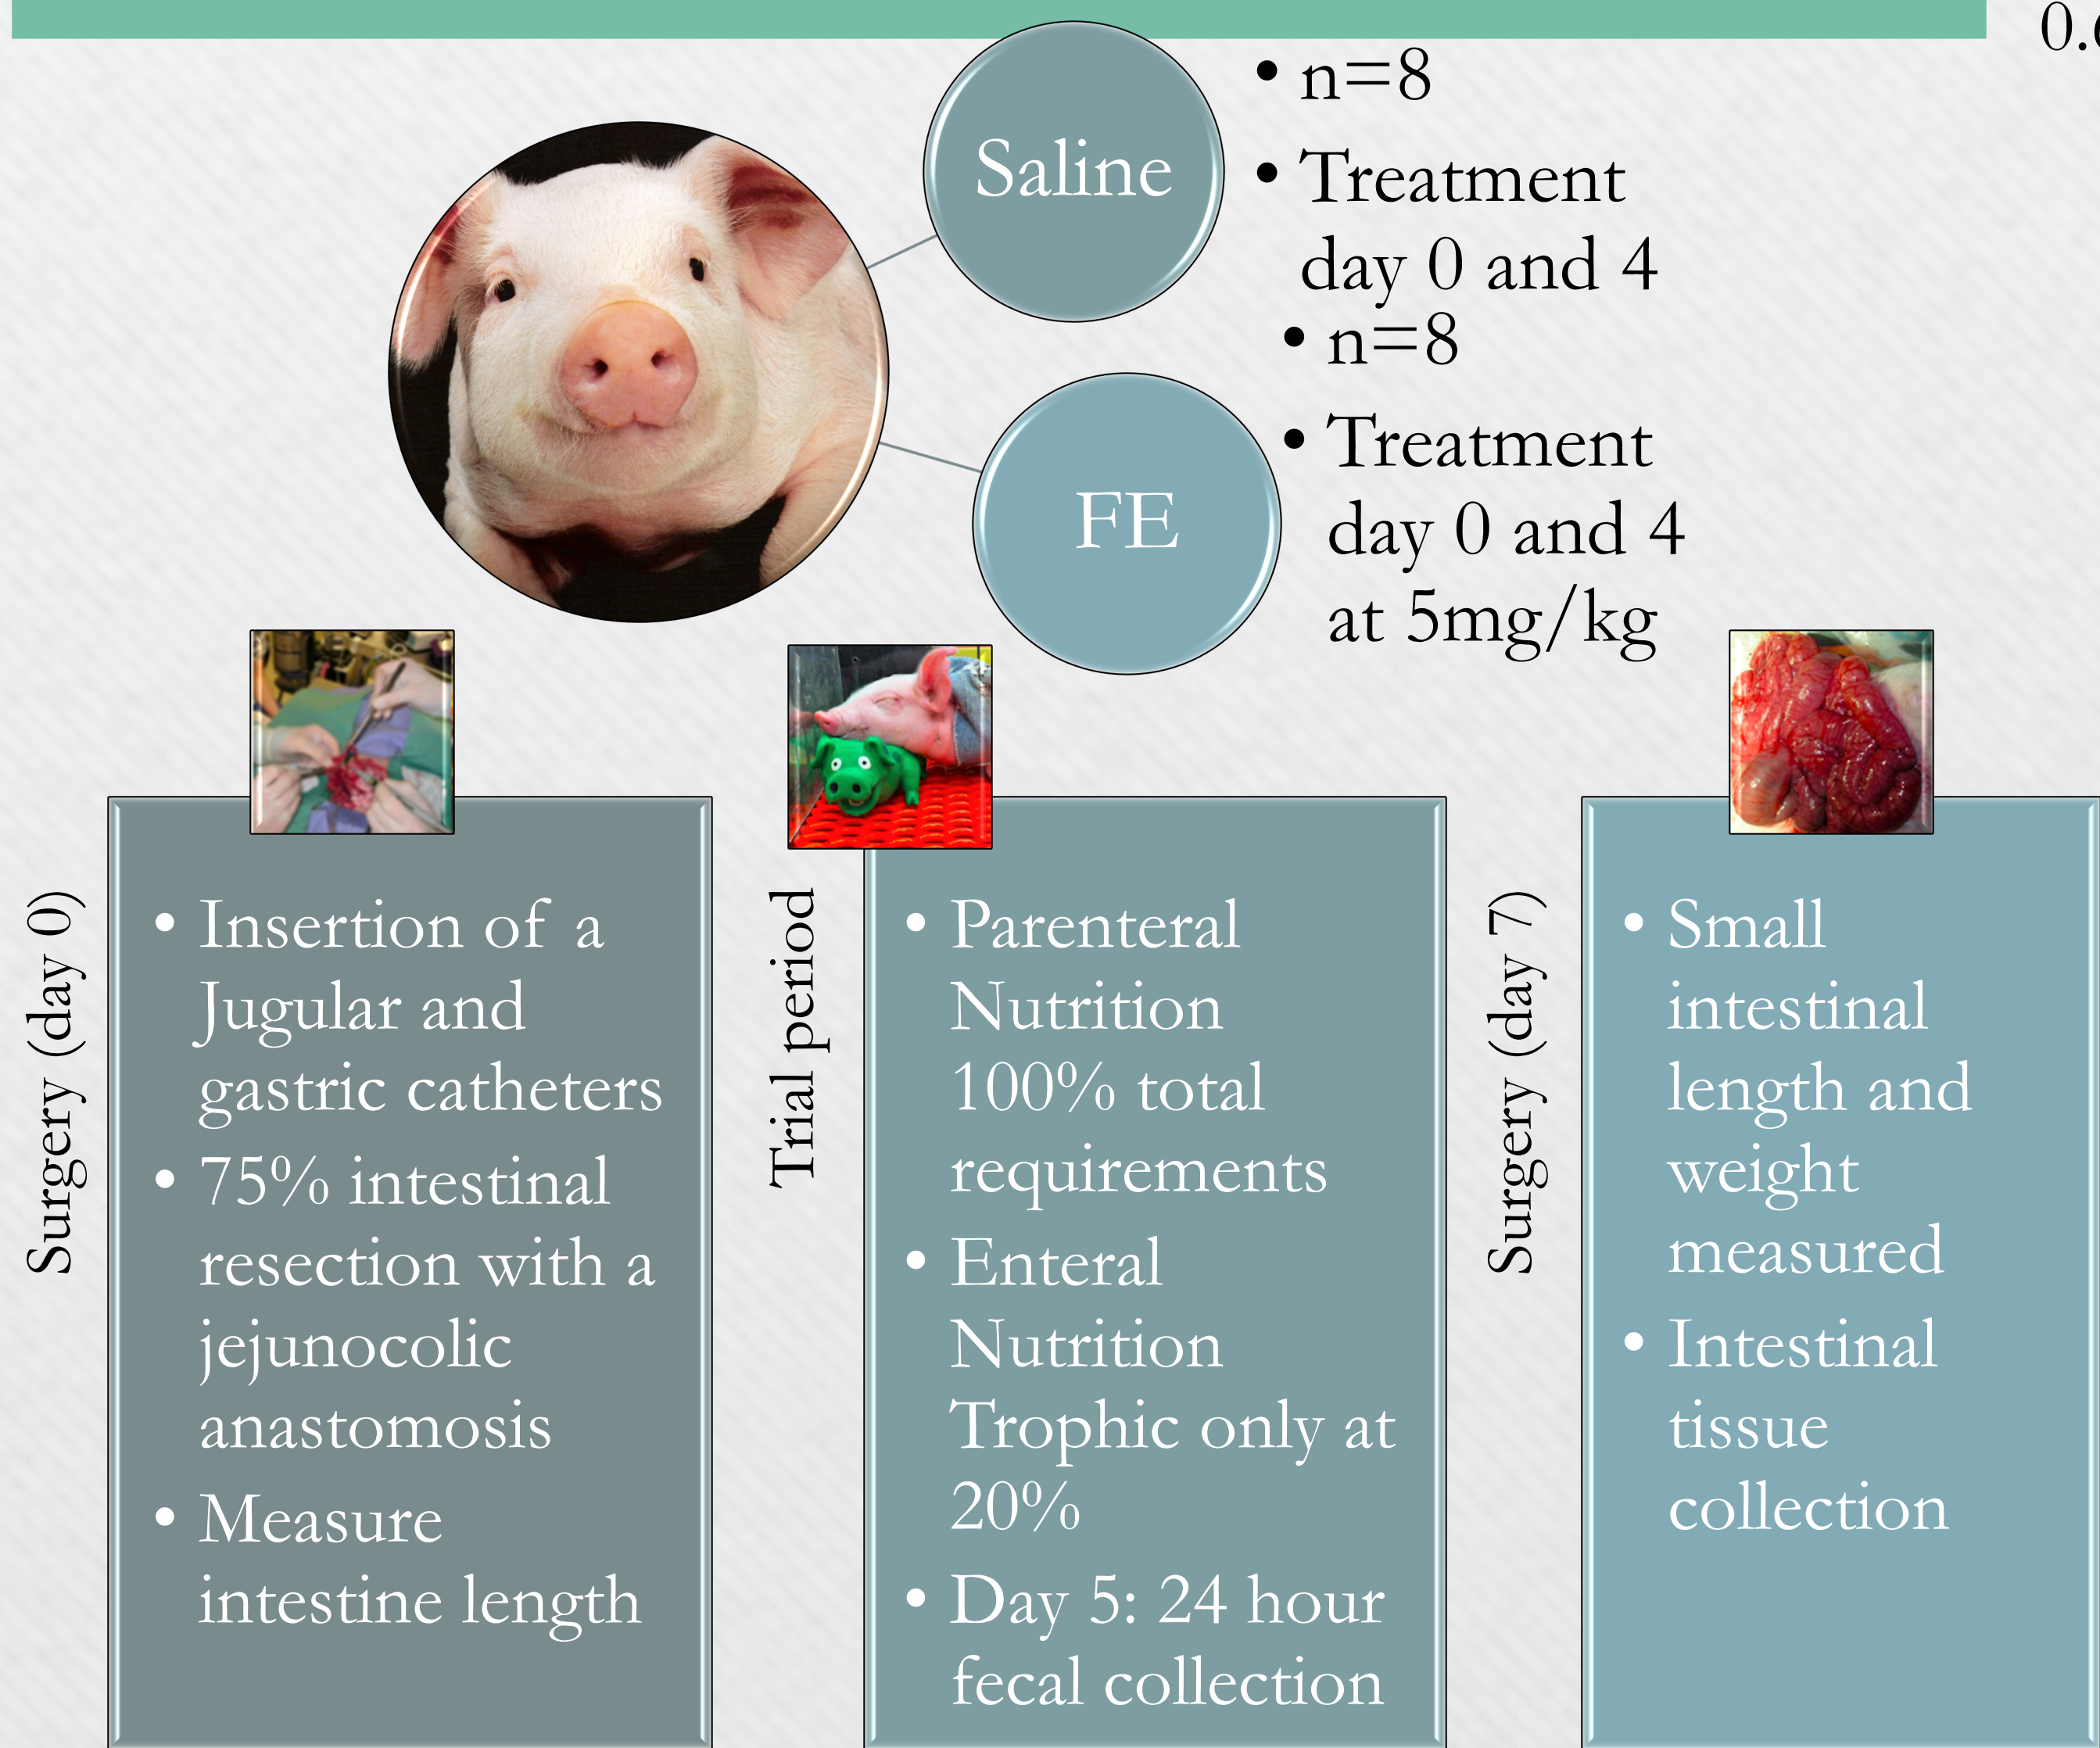 Saline
• n=8
• Treatment
day 0 and 4
FE
• n=8
• Treatment
day 0 and 4
at 5mg/kg
Surgery (day 0)
• Insertion of a
Jugular and
gastric catheters
• 75% intestinal
resection with a
jejunocolic
anastomosis
• Measure
intestine length
Trial period
• Parenteral
Nutrition
100% total
requirements
• Enteral
Nutrition
Trophic only at
20%
• Day 5: 24 hour
fecal collection
Surgery (day 7)
• Small
intestinal
length and
weight
measured
• Intestinal
tissue
collection